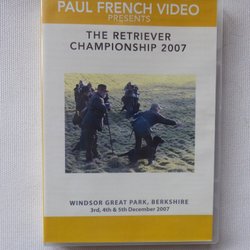 PAUL FRENCH VIDEO
PRESENTS
THE RETRIEVER
CHAMPIONSHIP 2007
WINDSOR GREAT PARK, BERKSHIRE
3rd, 4th & 5th December 2007